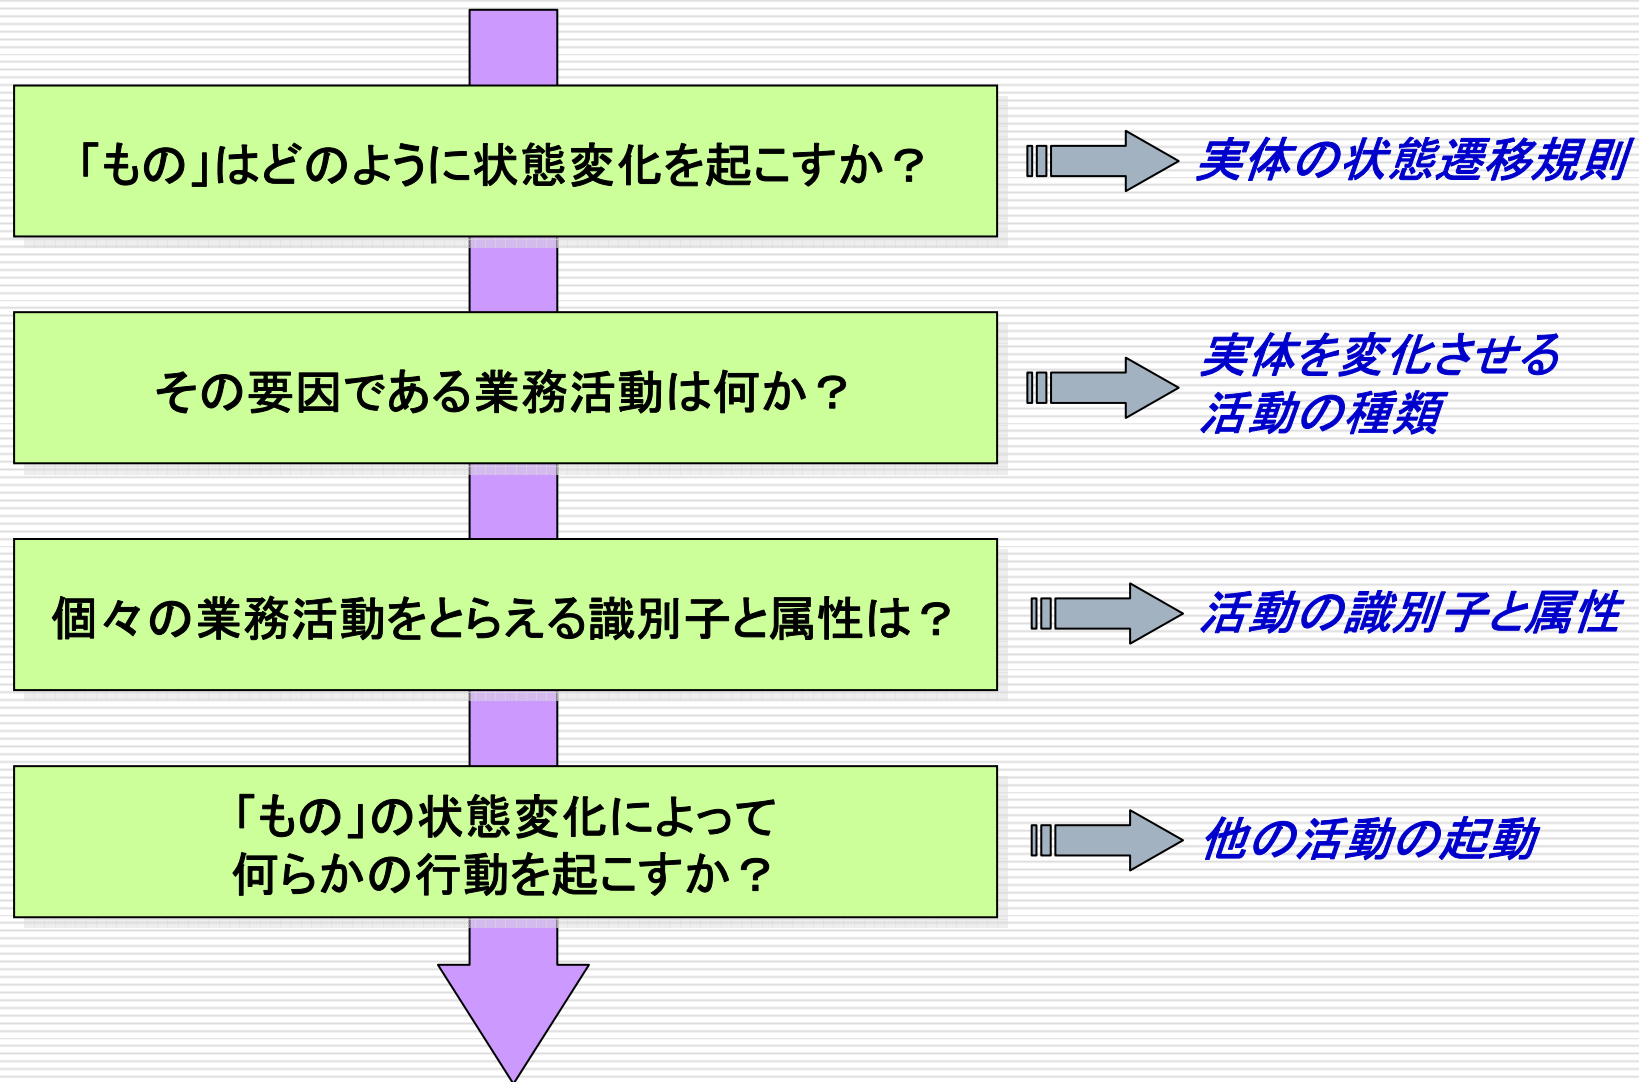 「もの」はどのように状態変化を起こすか？
実体の状態遷移規則
その要因である業務活動は何か？
実体を変化させる
活動の種類
個々の業務活動をとらえる識別子と属性は？
活動の識別子と属性
「もの」の状態変化によって
何らかの行動を起こすか？
他の活動の起動